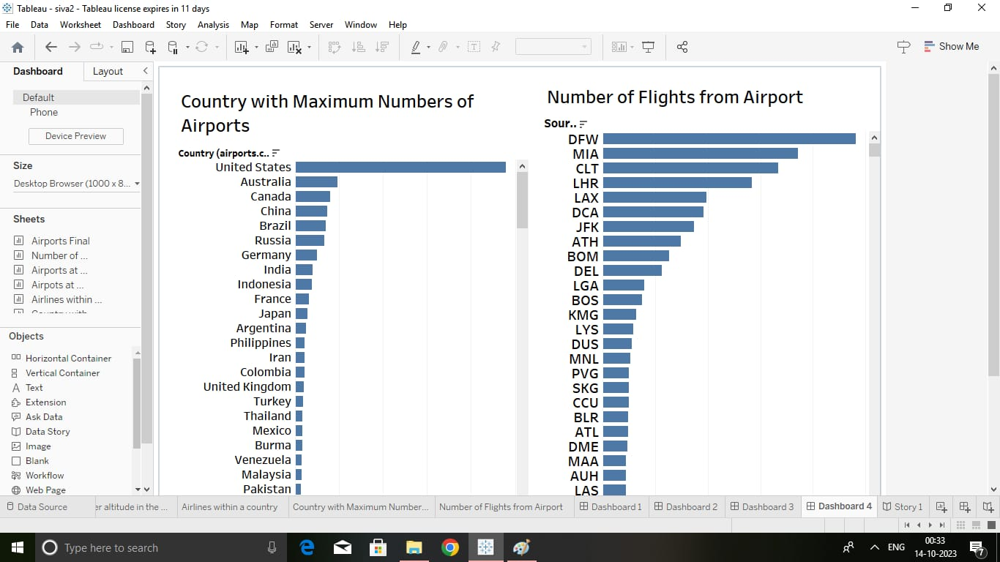 Tableau - siva2 - Tableau license expires in 11 days
File Data Worksheet Dashboard Story Analysis Map Format Server Window Help
Show Me
Dashboard Layout
Default
Phone
Device Preview
Size
Desktop Browser (1000 x 8...
Sheets
Airports Final
Number of ...
Airports at ...
Airpots at ...
Airlines within ...
Objects
Horizontal Container
Vertical Container
Text
Extension
Ask Data
Data Story
Image
Blank
Workflow
Web Page
Country with Maximum Numbers of
Airports
Country (airports.c..
United States
Australia
Canada
China
Brazil
Russia
Germany
India
Indonesia
France
Japan
Argentina
Philippines
Iran
Colombia
United Kingdom
Turkey
Thailand
Mexico
Burma
Venezuela
Malaysia
Pakistan
Number of Flights from Airport
Sour..
DFW
MIA
CLT
LHR
LAX
DCA
JFK
ATH
BOM
DEL
LGA
BOS
KMG
LYS
DUS
MNL
PVG
SKG
CCU
BLR
ATL
DME
MAA
AUH
LAS
Data Source er altitude in the ... Airlines within a country Country with Maximum Number... Number of Flights from Airport Dashboard 1 Dashboard 2 Dashboard 3 Dashboard 4 Story 1
Type here to search
ENG
00:33
14-10-2023
7